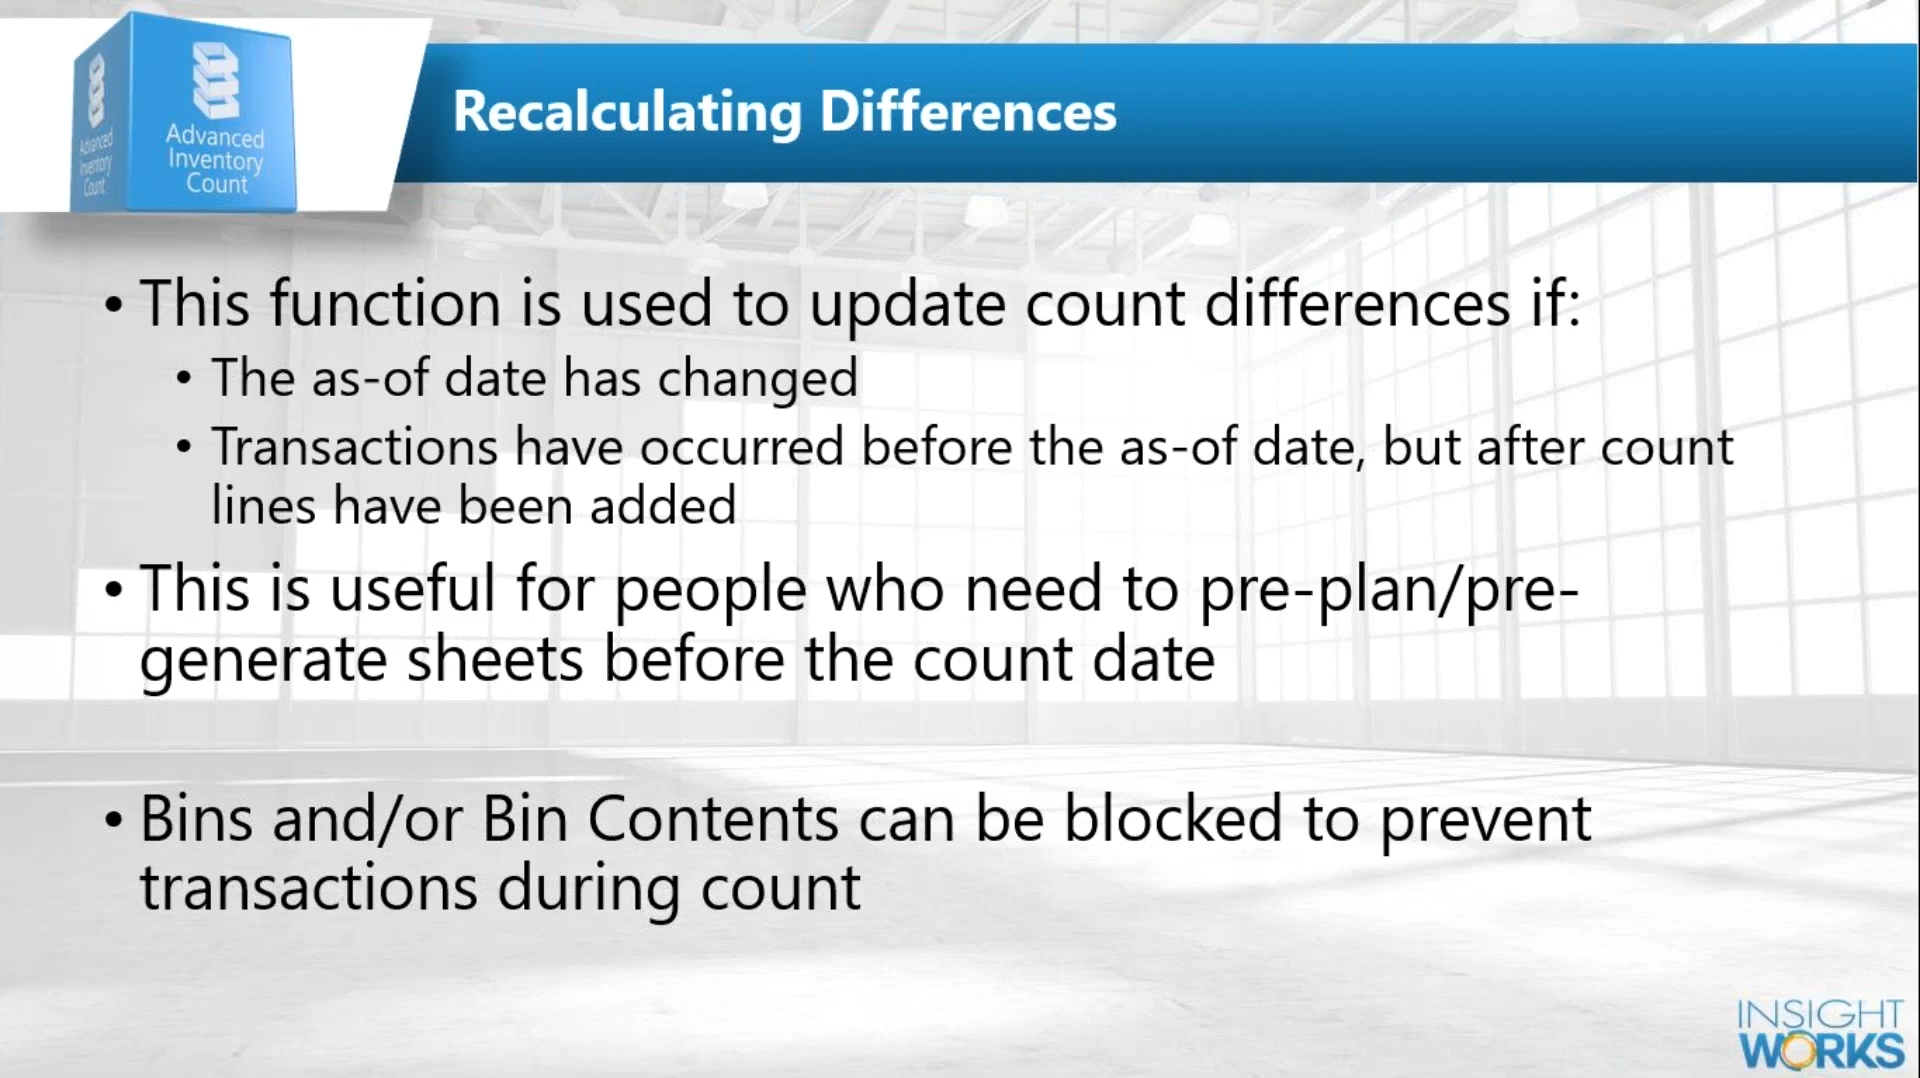 Advanced
Inventory
Count
Advanced
Inventory
Count
Recalculating Differences
• This function is used to update count differences if:
• The as-of date has changed
• Transactions have occurred before the as-of date, but after count
lines have been added
• This is useful for people who need to pre-plan/pre-
generate sheets before the count date
• Bins and/or Bin Contents can be blocked to prevent
transactions during count
INSIGHT
WORKS